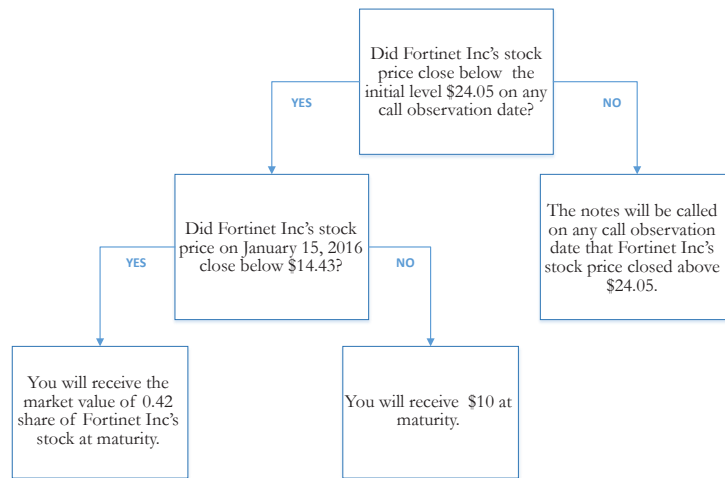 Did Fortinet Inc's stock
price close below the
initial level $24.05 on any
call observation date?
YES
NO
Did Fortinet Inc's stock
price on January 15, 2016
close below $14.43?
The notes will be called
on any call observation
date that Fortinet Inc's
stock price closed above
$24.05.
YES
NO
You will receive the
market value of 0.42
share of Fortinet Inc's
stock at maturity.
You will receive $10 at
maturity.